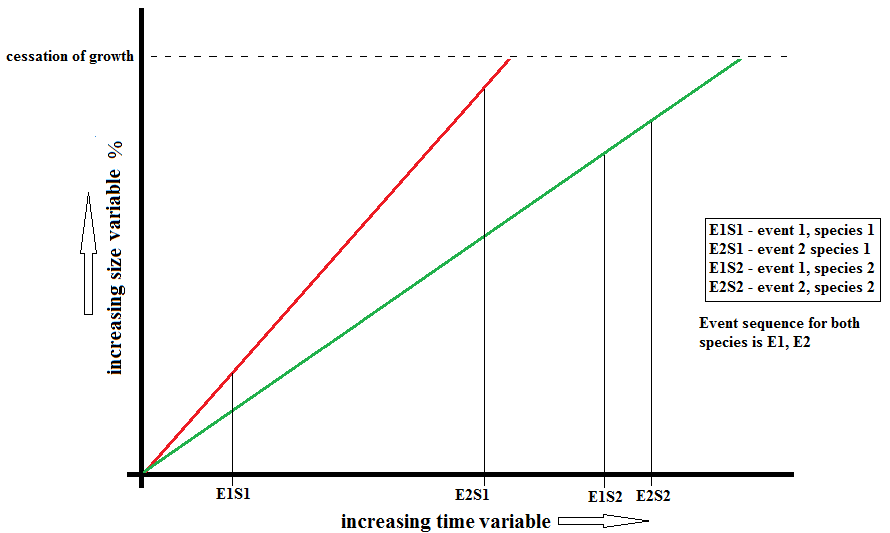 cessation of growth
increasing size variable %
E1S1 - event 1, species 1
E2S1 - event 2 species 1
E1S2 - event 1, species 2
E2S2 - event 2, species 2
Event sequence for both
species is E1, E2
E1S1
E2S1
E1S2
E2S2
increasing time variable